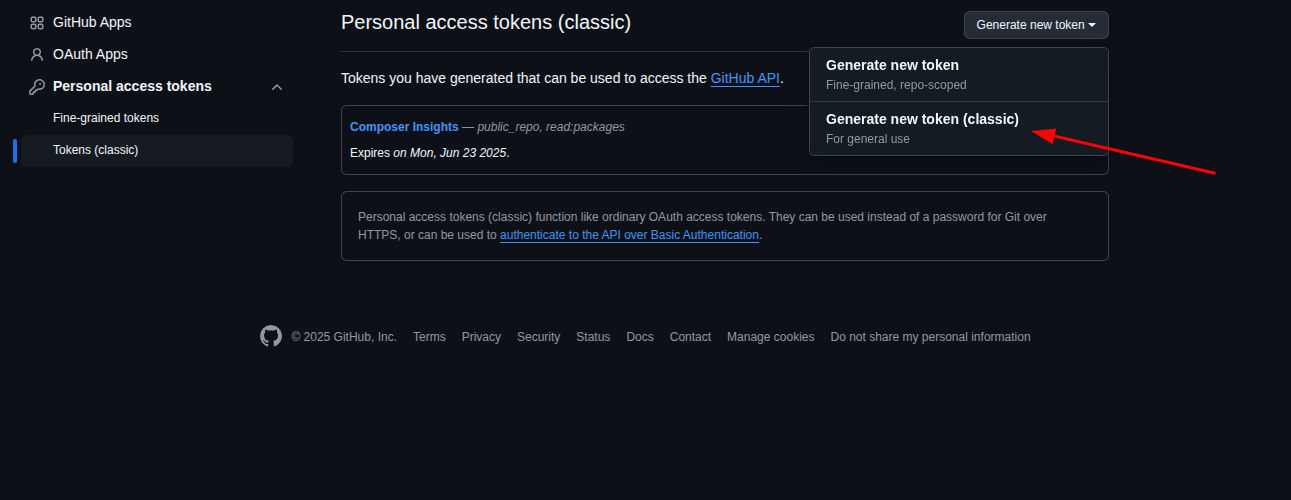 GitHub Apps
OAuth Apps
Personal access tokens
Fine-grained tokens
Tokens (classic)
Personal access tokens (classic)
Generate new token
Generate new token
Fine-grained, repo-scoped
Generate new token (classic)
For general use
Tokens you have generated that can be used to access the GitHub API.
Composer Insights — public_repo, read:packages
Expires on Mon, Jun 23 2025.
Personal access tokens (classic) function like ordinary OAuth access tokens. They can be used instead of a password for Git over
HTTPS, or can be used to authenticate to the API over Basic Authentication.
© 2025 GitHub, Inc. Terms Privacy Security Status Docs Contact Manage cookies Do not share my personal information